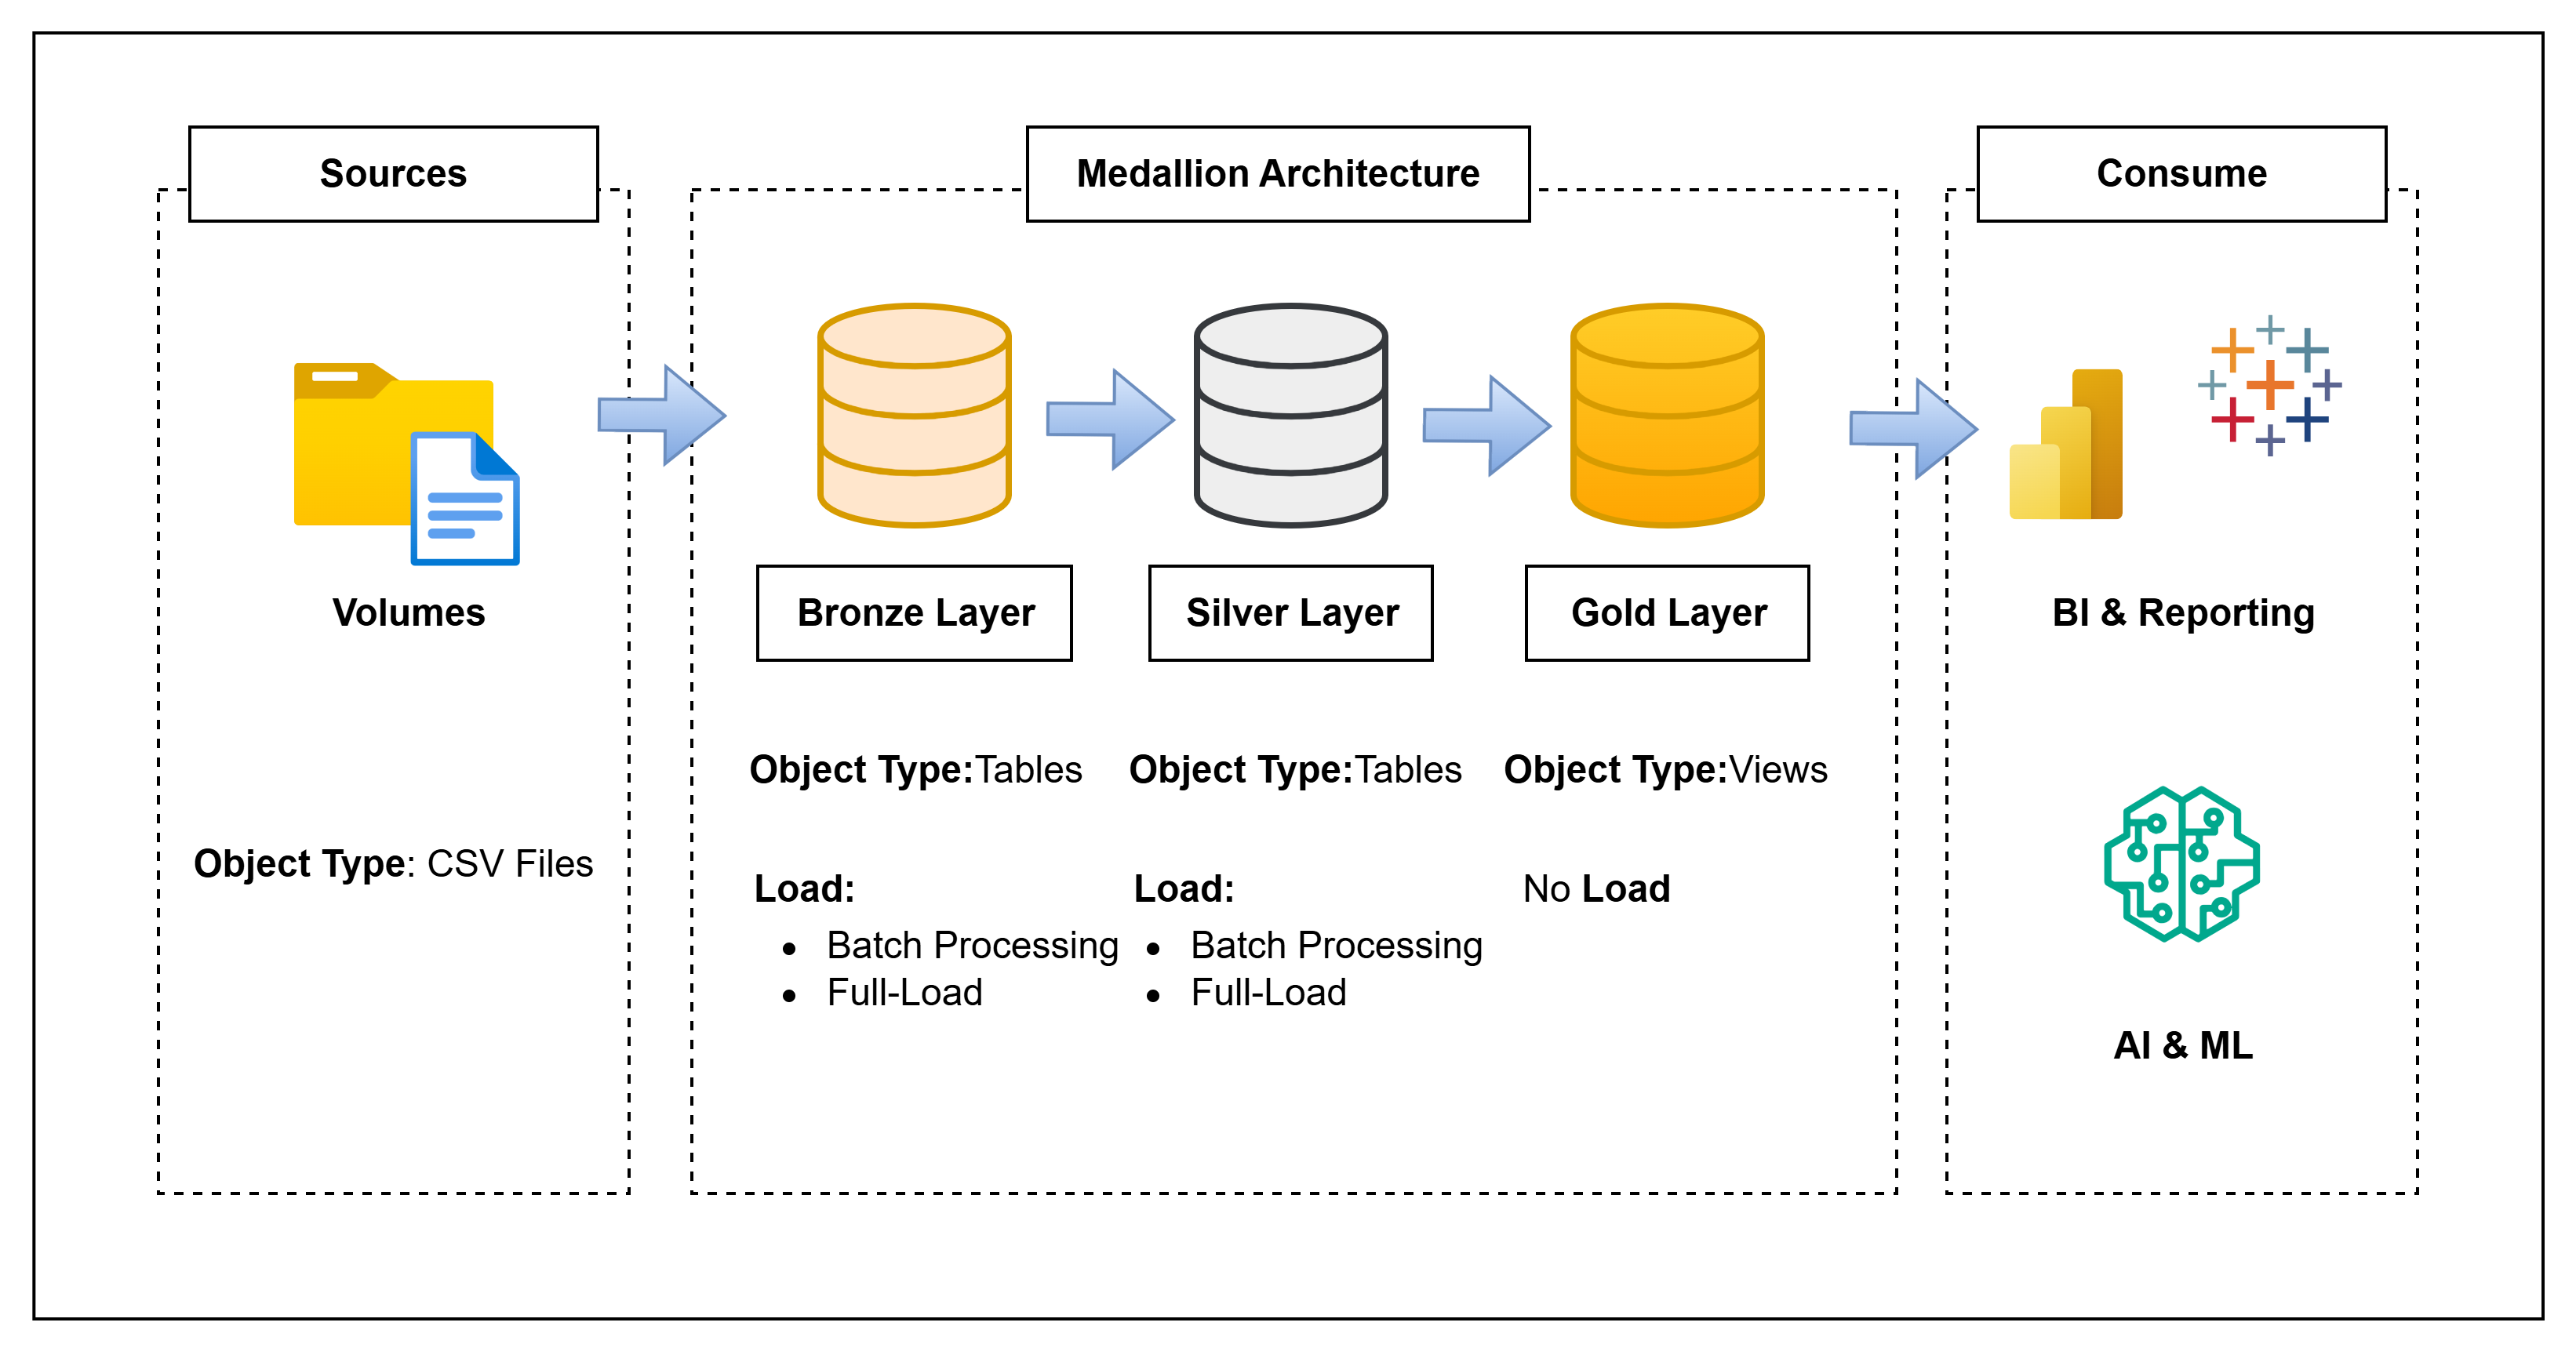 Sources
Medallion Architecture
Consume
Volumes
Bronze Layer
Silver Layer
Gold Layer
BI & Reporting
Object Type: CSV Files
Object Type:Tables
Load:
• Batch Processing
• Full-Load
Object Type:Tables
Load:
• Batch Processing
• Full-Load
Object Type:Views
No Load
AI & ML